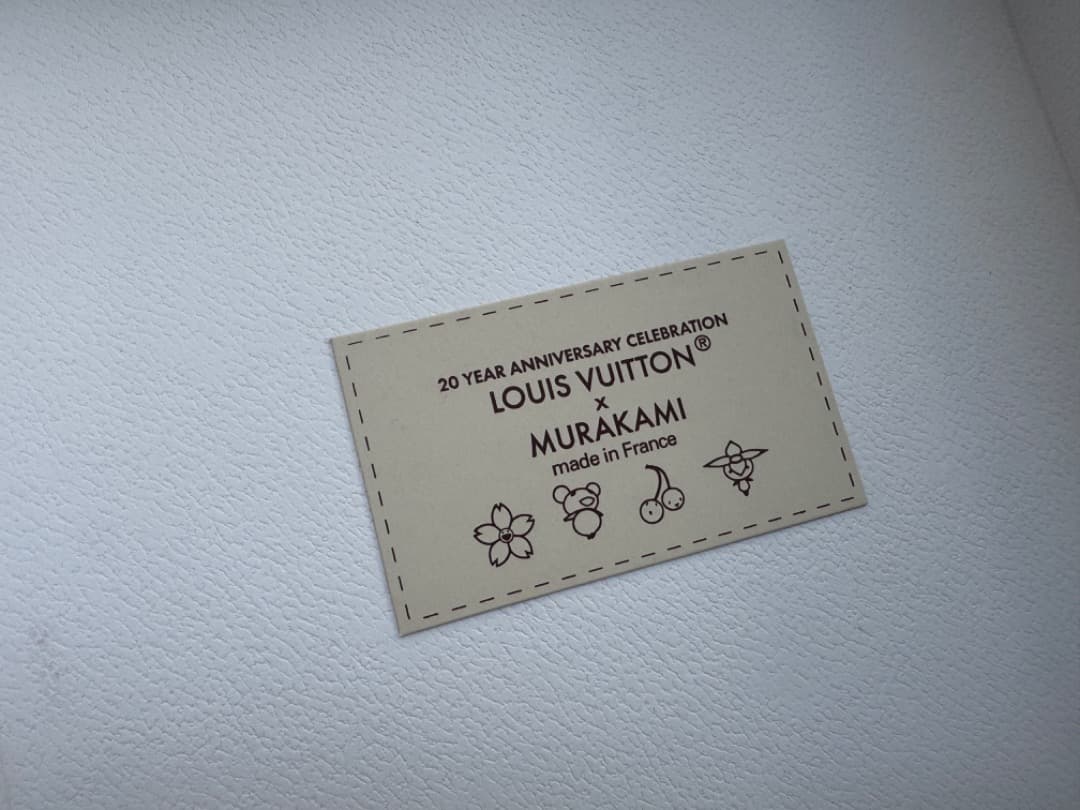 20 YEAR ANNIVERSARY CELEBRATION
LOUIS VUITTON®
x
MURAKAMI
made in France